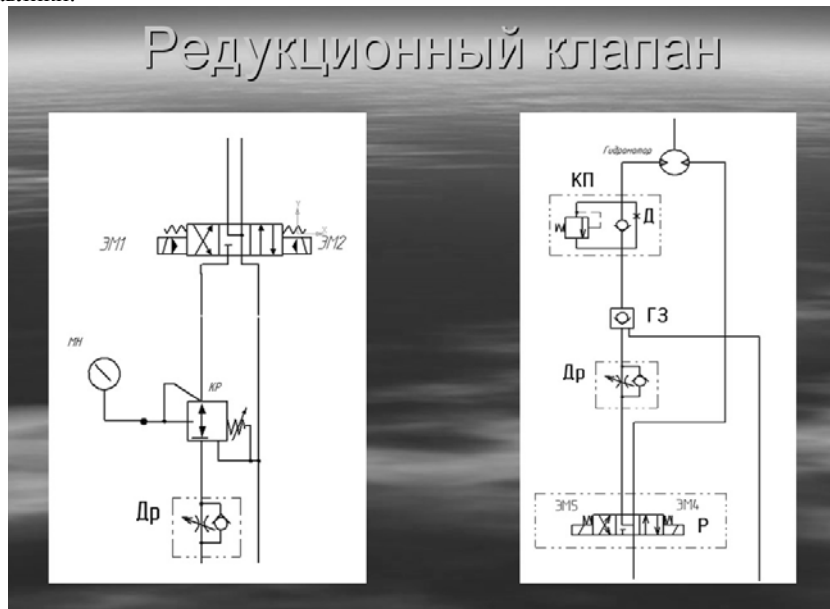 Редукционный клапан
ЭМ1
ЭМ2
Y
X
МН
КР
Др
Гидромотор
КП
Д
ГЗ
Др
ЭМ5
ЭМ4
Р